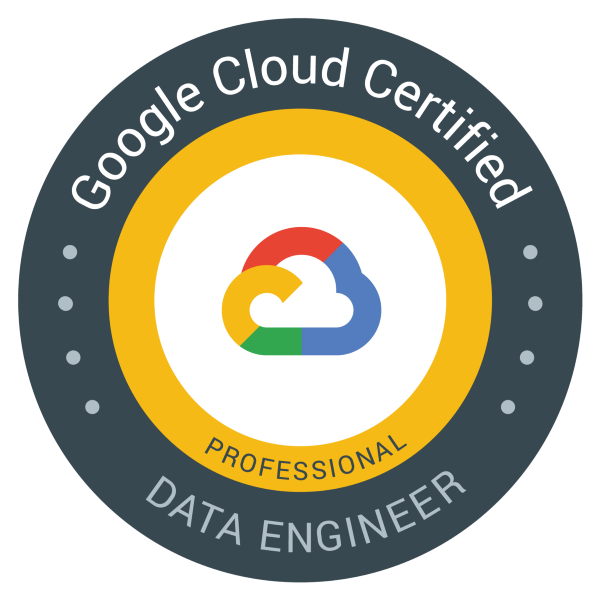 Google Cloud Certified
PROFESSIONAL
DATA ENGINEER